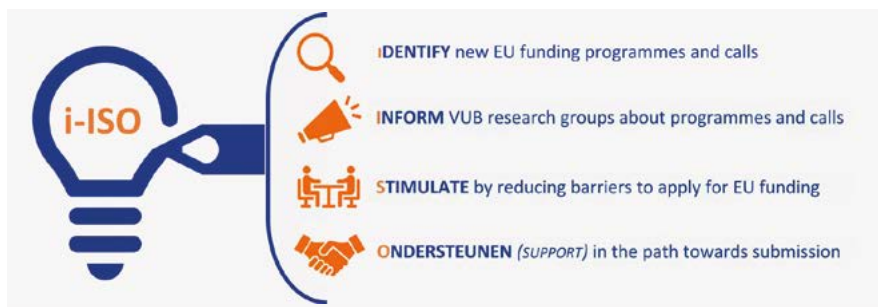 i-ISO
iDENTIFY new EU funding programmes and calls
INFORM VUB research groups about programmes and calls
STIMULATE by reducing barriers to apply for EU funding
ONDERSTEUNEN (SUPPORT) in the path towards submission